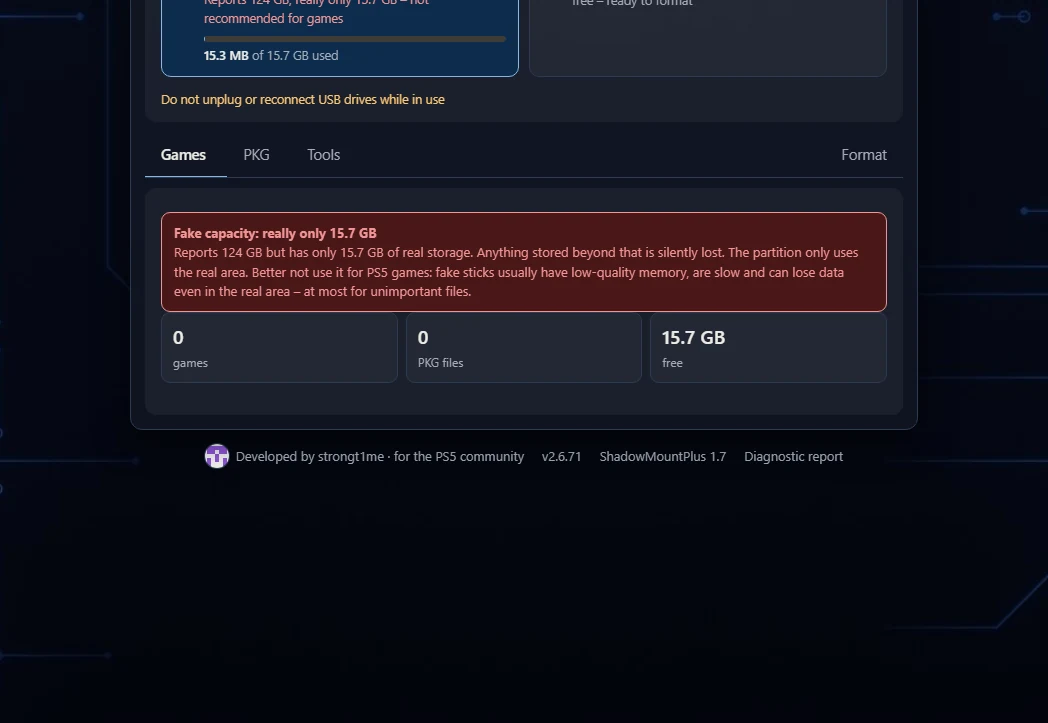 Reports 124 GB, really only 15.7 GB – not
recommended for games
15.3 MB of 15.7 GB used
free – ready to format
Do not unplug or reconnect USB drives while in use
Games PKG Tools Format
Fake capacity: really only 15.7 GB
Reports 124 GB but has only 15.7 GB of real storage. Anything stored beyond that is silently lost. The partition only uses
the real area. Better not use it for PS5 games: fake sticks usually have low-quality memory, are slow and can lose data
even in the real area – at most for unimportant files.
0
games
0
PKG files
15.7 GB
free
Developed by strongt1me · for the PS5 community v2.6.71 ShadowMountPlus 1.7 Diagnostic report